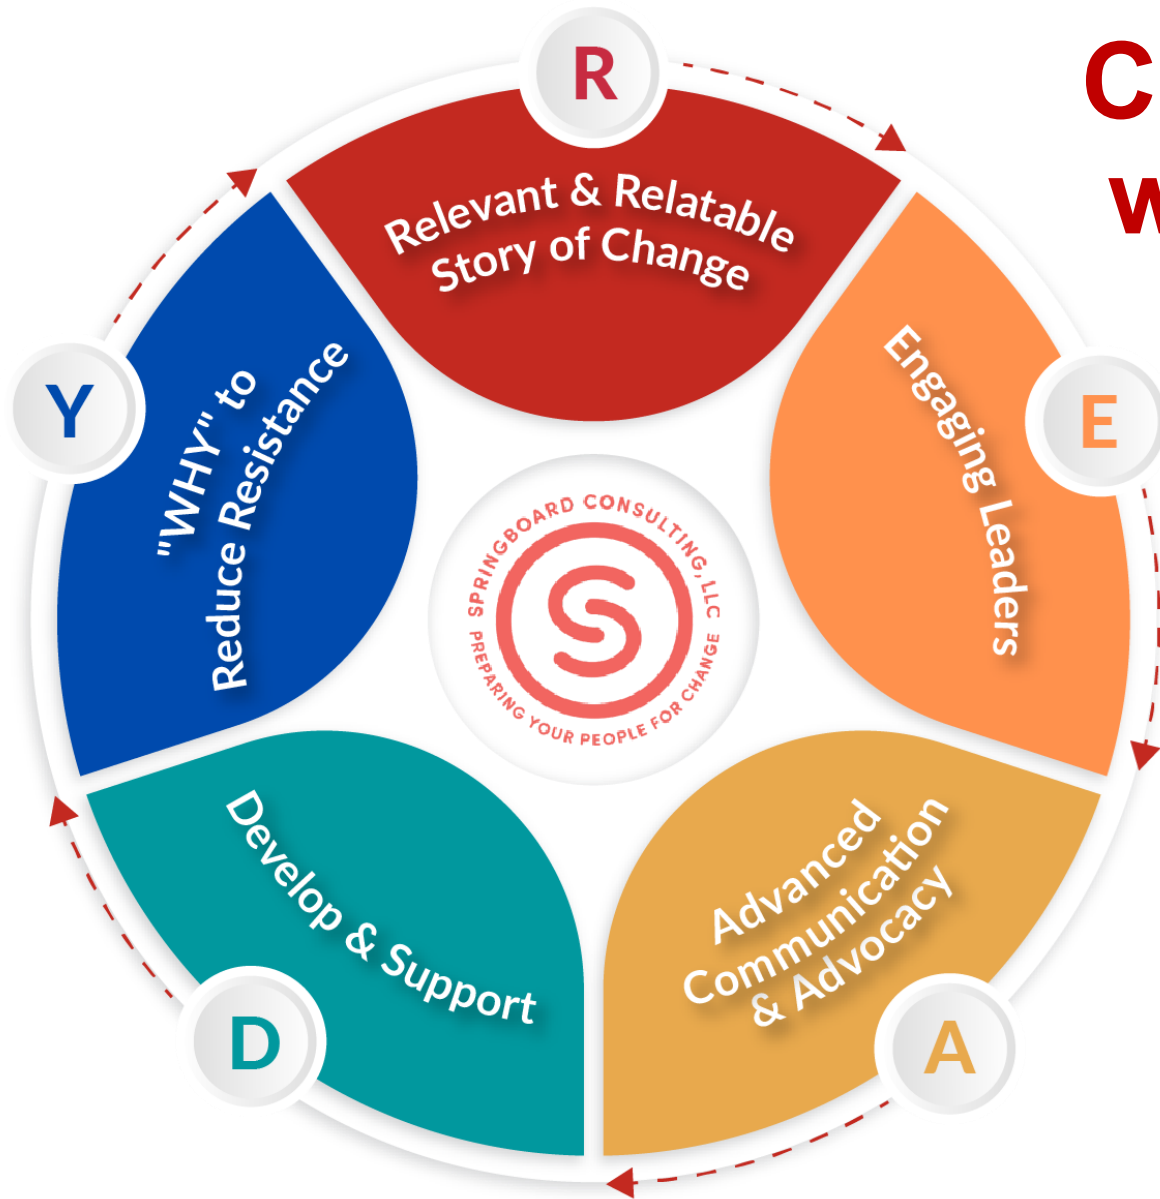 R
Relevant & Relatable
Story of Change
E
Engaging Leaders
A
Advanced
Communication
& Advocacy
D
Develop & Support
Y
"WHY" to
Reduce Resistance
SPRINGBOARD CONSULTING, LLC
S
PREPARING YOUR PEOPLE FOR CHANGE
C